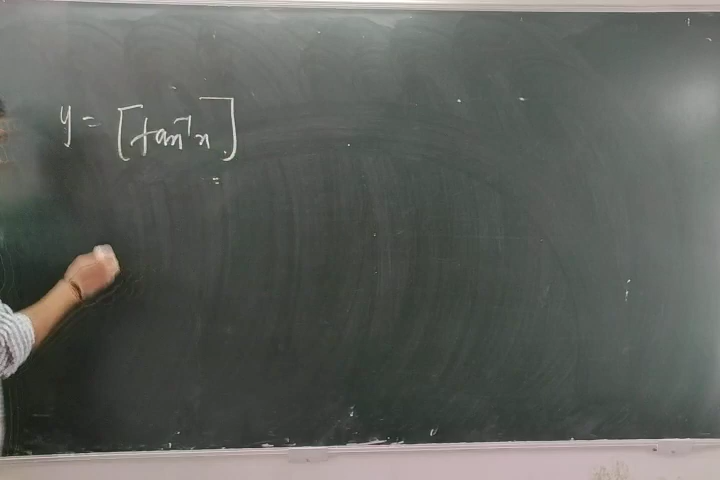 y = [tan⁻¹x]